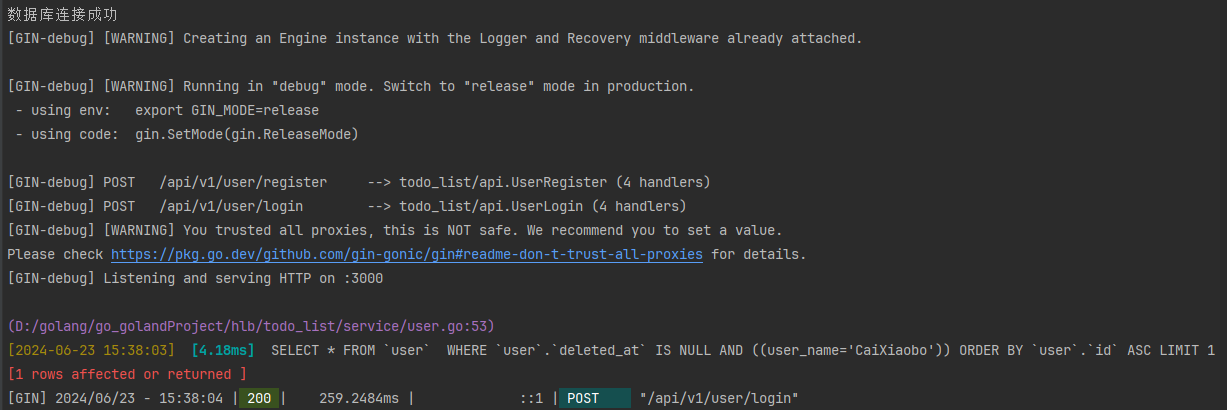 数据库连接成功
[GIN-debug] [WARNING] Creating an Engine instance with the Logger and Recovery middleware already attached.
[GIN-debug] [WARNING] Running in "debug" mode. Switch to "release" mode in production.
 - using env:   export GIN_MODE=release
 - using code:  gin.SetMode(gin.ReleaseMode)
[GIN-debug] POST   /api/v1/user/register     --> todo_list/api.UserRegister (4 handlers)
[GIN-debug] POST   /api/v1/user/login        --> todo_list/api.UserLogin (4 handlers)
[GIN-debug] [WARNING] You trusted all proxies, this is NOT safe. We recommend you to set a value.
Please check https://pkg.go.dev/github.com/gin-gonic/gin#readme-don-t-trust-all-proxies for details.
[GIN-debug] Listening and serving HTTP on :3000
(D:/golang/go_golandProject/hlb/todo_list/service/user.go:53)
[2024-06-23 15:38:03]  [4.18ms]  SELECT * FROM `user`  WHERE `user`.`deleted_at` IS NULL AND ((user_name='CaiXiaobo')) ORDER BY `user`.`id` ASC LIMIT 1
[1 rows affected or returned ]
[GIN] 2024/06/23 - 15:38:04 | 200 |    259.2484ms |             ::1 | POST     "/api/v1/user/login"